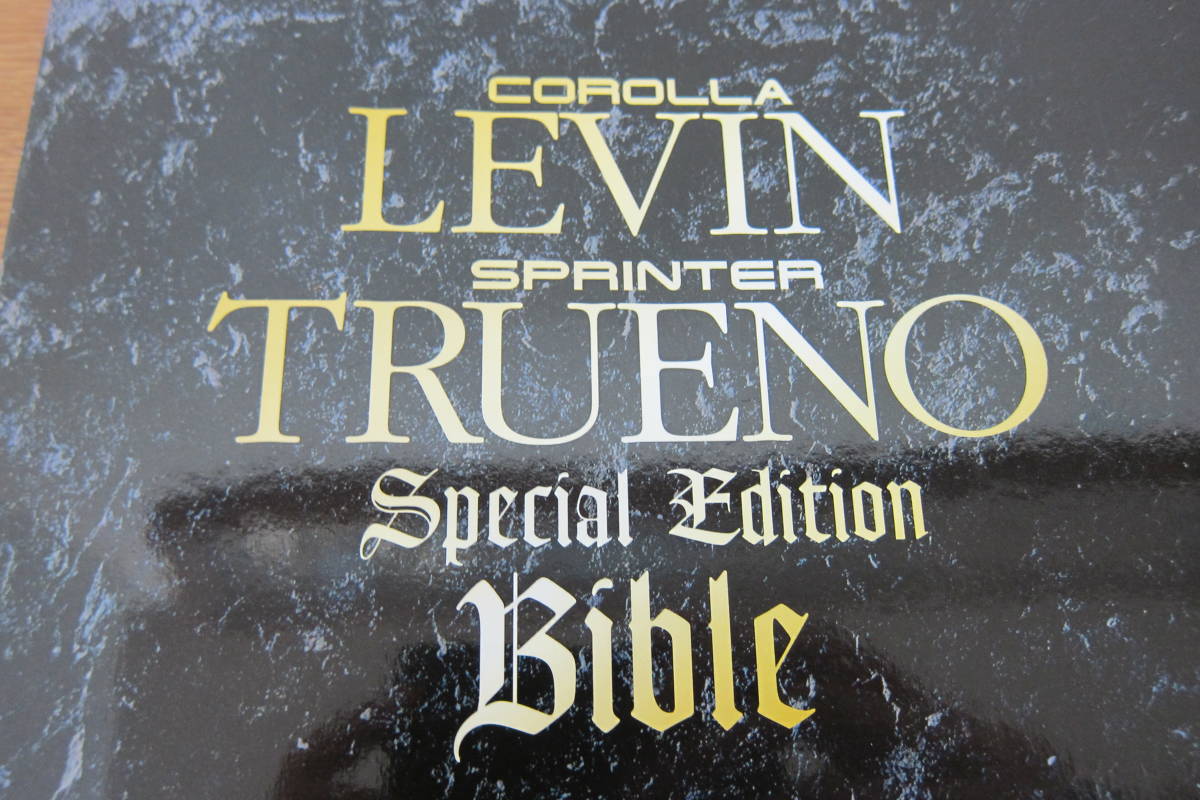 COROLLA
LEVIN
SPRINTER
TRUENO
Special Edition
Bible